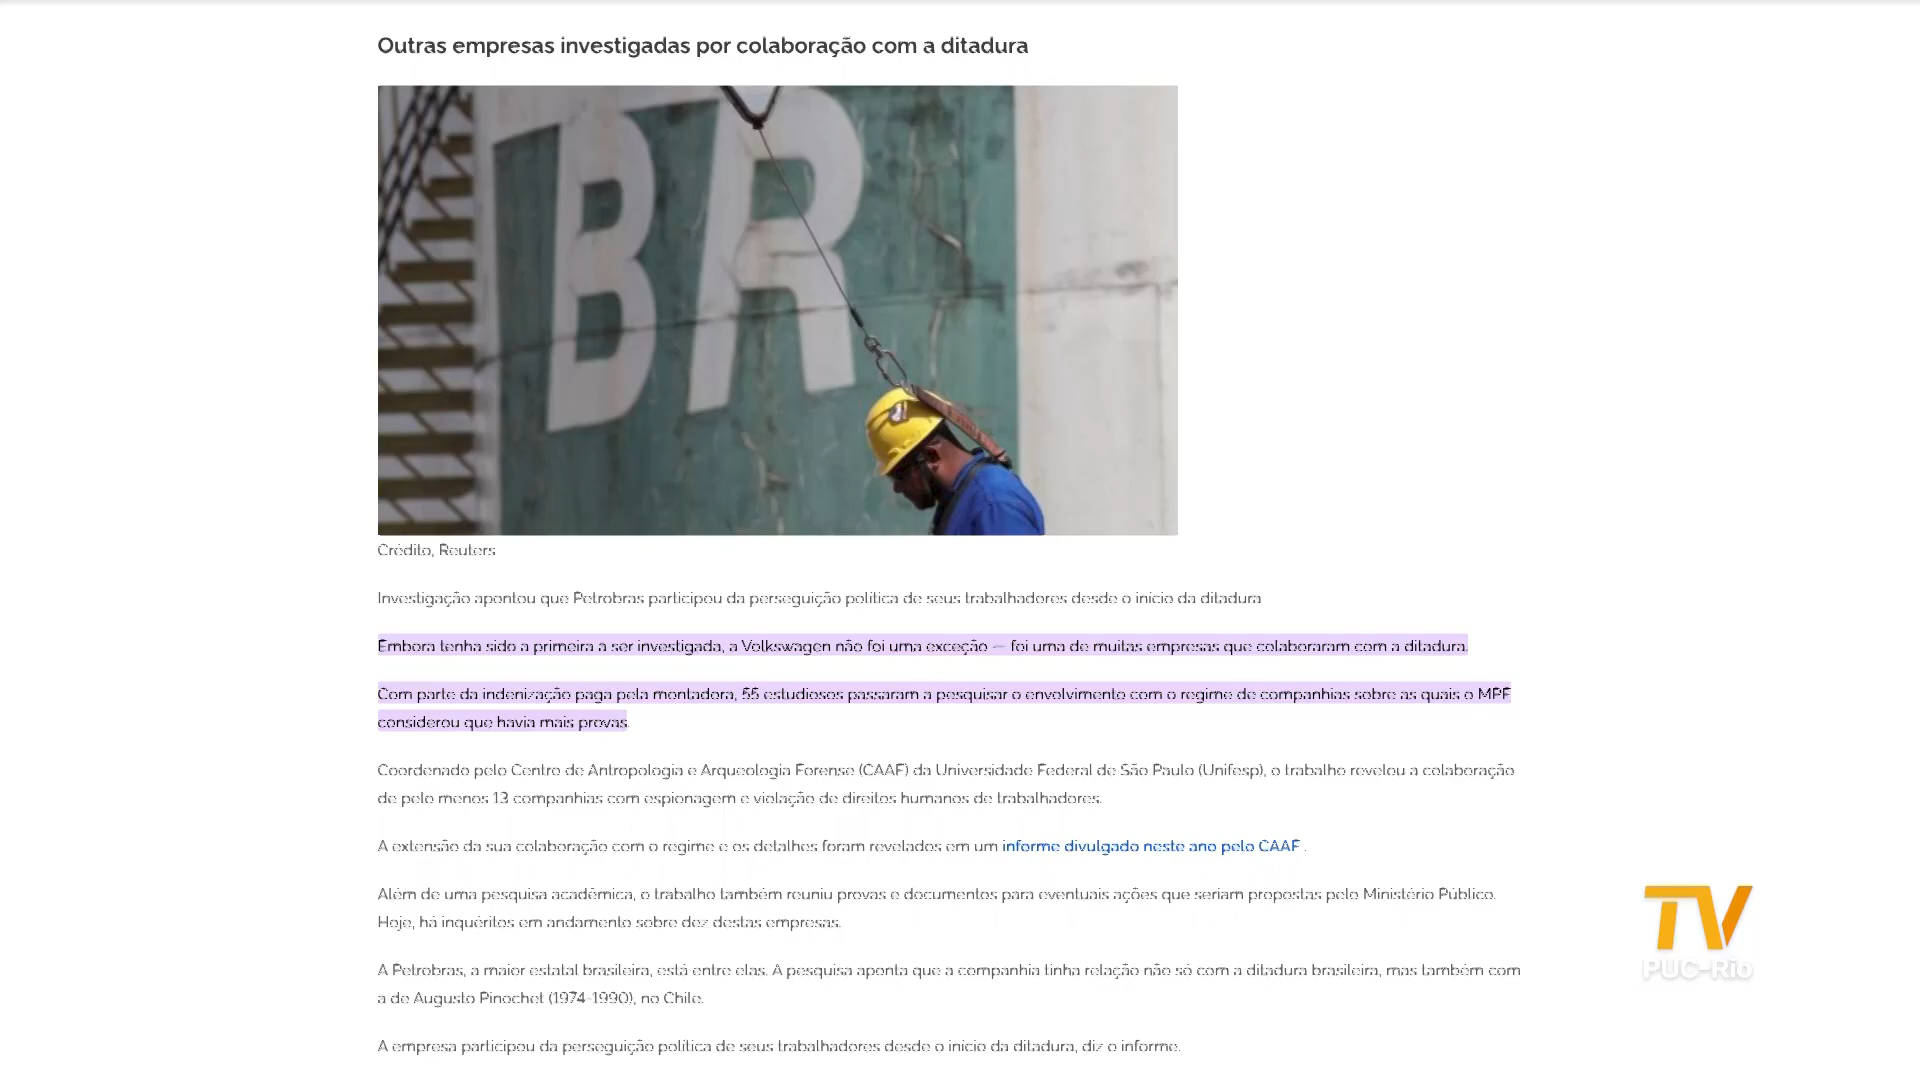 Outras empresas investigadas por colaboração com a ditadura
BR
Crédito, Reuters
Investigação apontou que Petrobras participou da perseguição política de seus trabalhadores desde o início da ditadura
Embora tenha sido a primeira a ser investigada, a Volkswagen não foi uma exceção — foi uma de muitas empresas que colaboraram com a ditadura.
Com parte da indenização paga pela montadora, 55 estudiosos passaram a pesquisar o envolvimento com o regime de companhias sobre as quais o MPF
considerou que havia mais provas.
Coordenado pelo Centro de Antropologia e Arqueologia Forense (CAAF) da Universidade Federal de São Paulo (Unifesp), o trabalho revelou a colaboração
de pelo menos 13 companhias com espionagem e violação de direitos humanos de trabalhadores.
A extensão da sua colaboração com o regime e os detalhes foram revelados em um informe divulgado neste ano pelo CAAF .
Além de uma pesquisa acadêmica, o trabalho também reuniu provas e documentos para eventuais ações que seriam propostas pelo Ministério Público.
Hoje, há inquéritos em andamento sobre dez destas empresas.
A Petrobras, a maior estatal brasileira, está entre elas. A pesquisa aponta que a companhia tinha relação não só com a ditadura brasileira, mas também com
a de Augusto Pinochet (1974-1990), no Chile.
A empresa participou da perseguição política de seus trabalhadores desde o início da ditadura, diz o informe.
TV
PUC-Rio